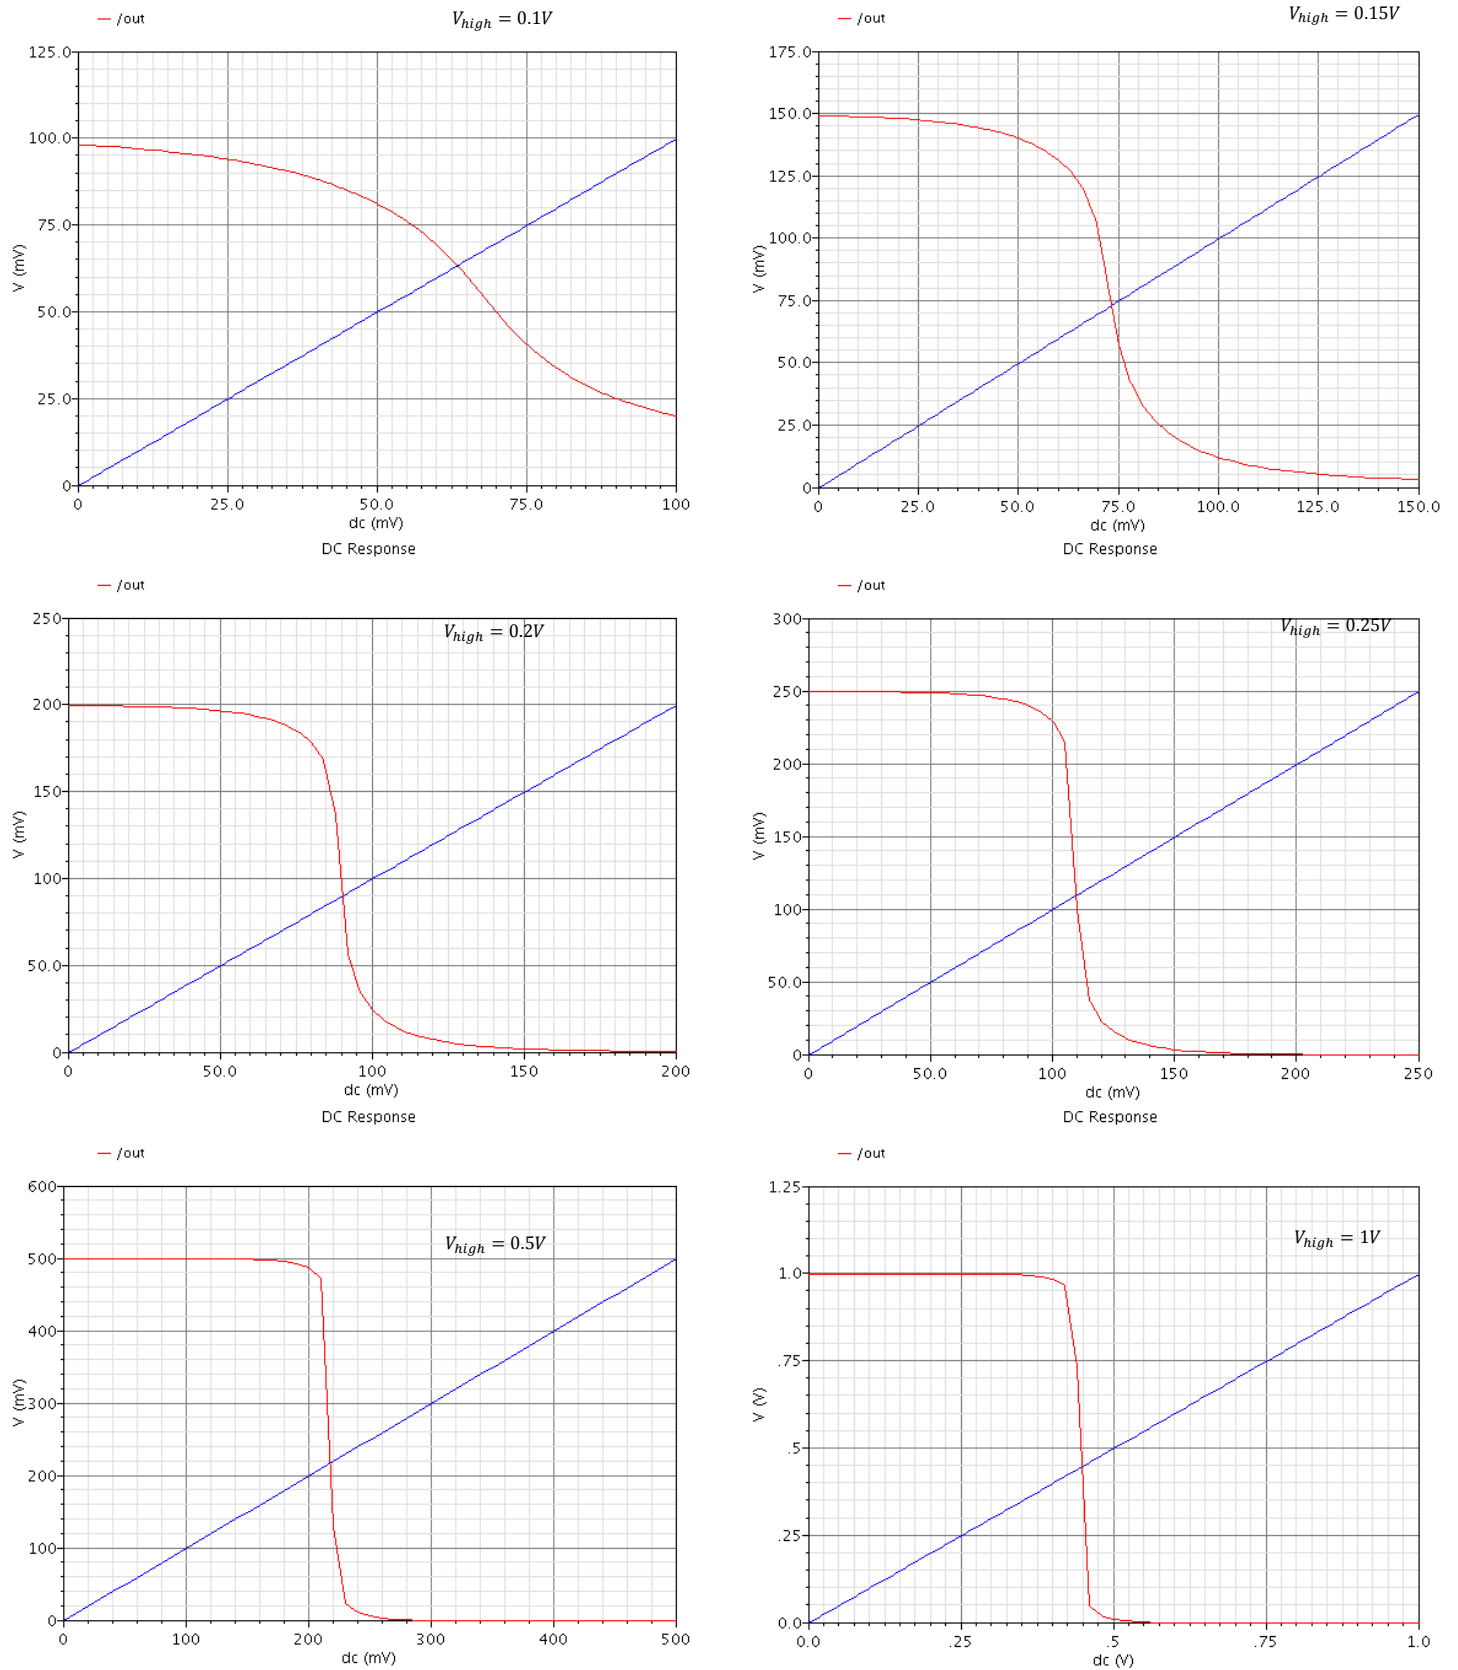 — /out
V_high = 0.1V
125.0
100.0
75.0
50.0
25.0
0
V (mV)
0 25.0 50.0 75.0 100
dc (mV)
DC Response
— /out
V_high = 0.15V
175.0
150.0
125.0
100.0
75.0
50.0
25.0
0
V (mV)
0 25.0 50.0 75.0 100.0 125.0 150.0
dc (mV)
DC Response
— /out
V_high = 0.2V
250
200
150
100
50.0
0
V (mV)
0 50.0 100 150 200
dc (mV)
DC Response
— /out
V_high = 0.25V
300
250
200
150
100
50.0
0
V (mV)
0 50.0 100 150 200 250
dc (mV)
DC Response
— /out
V_high = 0.5V
600
500
400
300
200
100
0
V (mV)
0 100 200 300 400 500
dc (mV)
— /out
V_high = 1V
1.25
1.0
.75
.5
.25
0.0
V (V)
0.0 .25 .5 .75 1.0
dc (V)